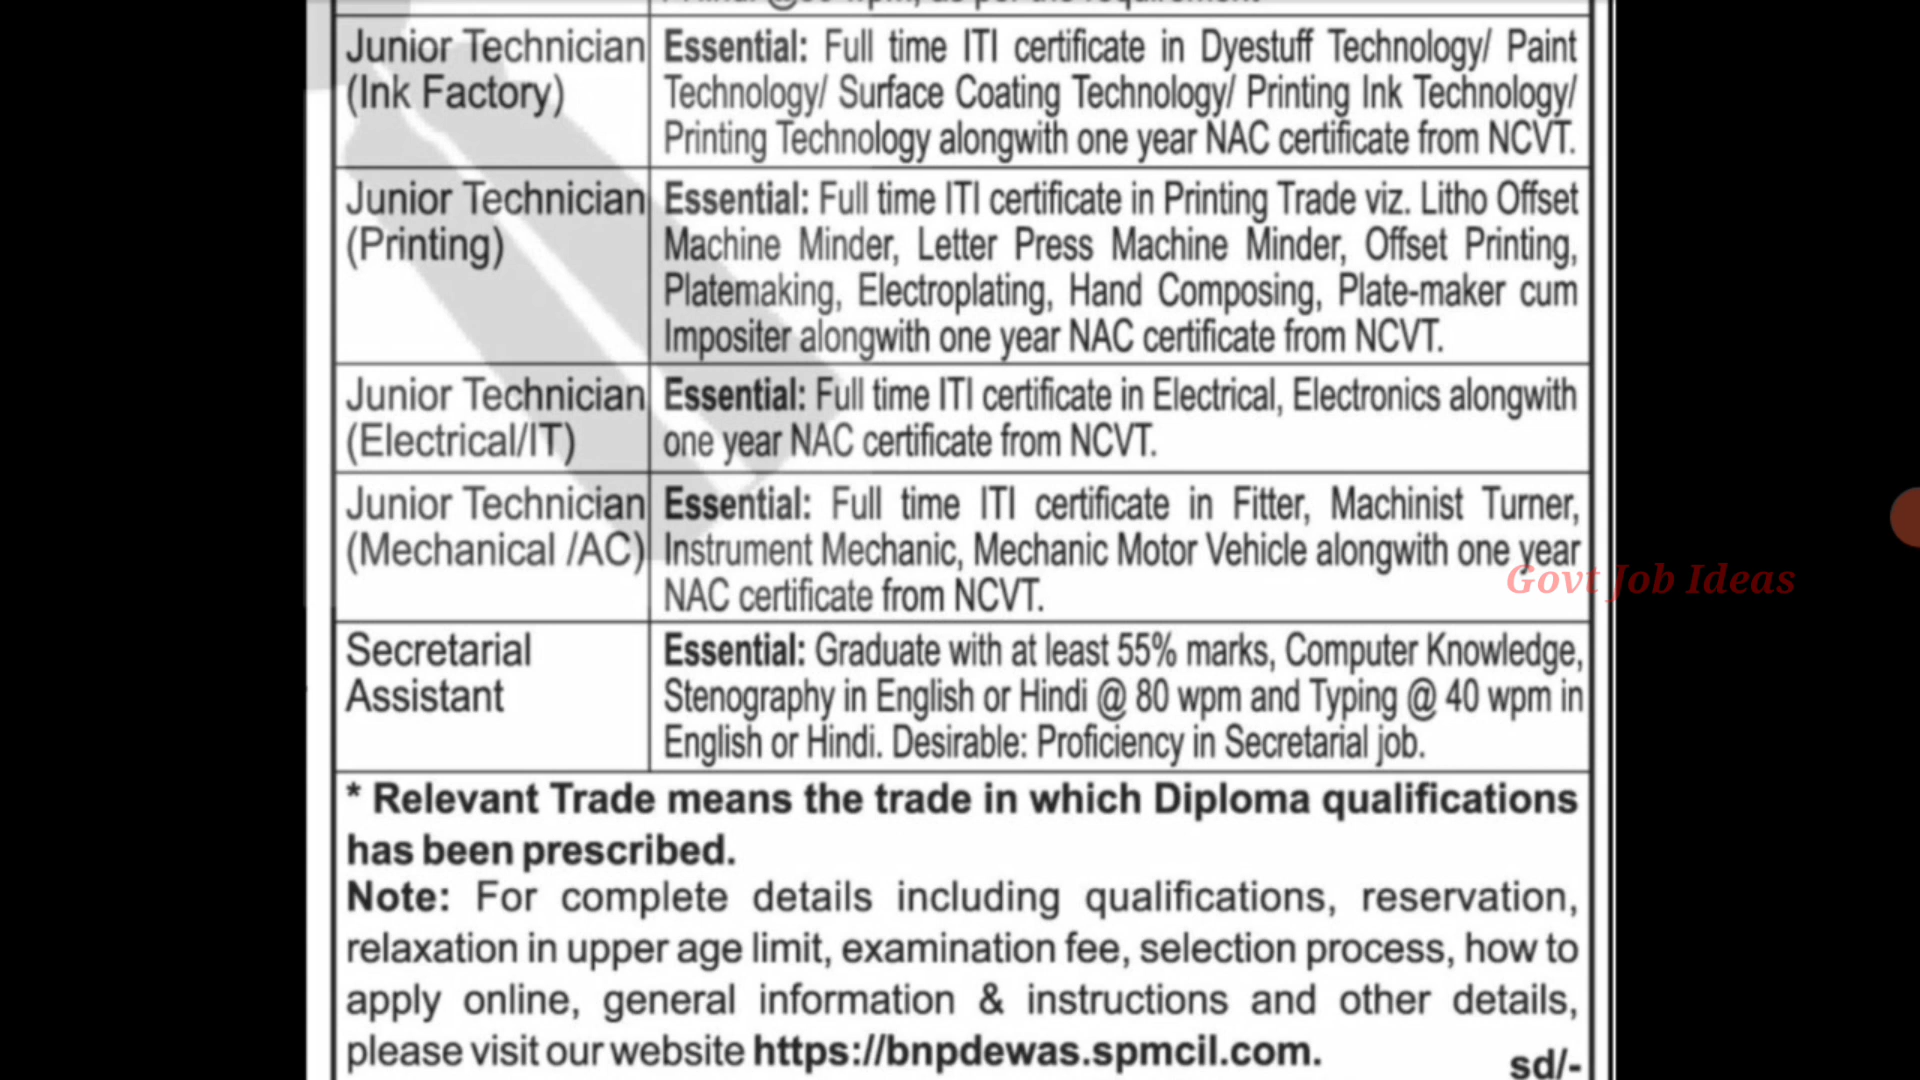 Junior Technician
(Ink Factory)
Essential: Full time ITI certificate in Dyestuff Technology/ Paint
Technology/ Surface Coating Technology/ Printing Ink Technology/
Printing Technology alongwith one year NAC certificate from NCVT.
Junior Technician
(Printing)
Essential: Full time ITI certificate in Printing Trade viz. Litho Offset
Machine Minder, Letter Press Machine Minder, Offset Printing,
Platemaking, Electroplating, Hand Composing, Plate-maker cum
Impositer alongwith one year NAC certificate from NCVT.
Junior Technician
(Electrical/IT)
Essential: Full time ITI certificate in Electrical, Electronics alongwith
one year NAC certificate from NCVT.
Junior Technician
(Mechanical /AC)
Essential: Full time ITI certificate in Fitter, Machinist Turner,
Instrument Mechanic, Mechanic Motor Vehicle alongwith one year
NAC certificate from NCVT.
Govt Job Ideas
Secretarial
Assistant
Essential: Graduate with at least 55% marks, Computer Knowledge,
Stenography in English or Hindi @ 80 wpm and Typing @ 40 wpm in
English or Hindi. Desirable: Proficiency in Secretarial job.
* Relevant Trade means the trade in which Diploma qualifications
has been prescribed.
Note: For complete details including qualifications, reservation,
relaxation in upper age limit, examination fee, selection process, how to
apply online, general information & instructions and other details,
please visit our website https://bnpdewas.spmcil.com.
sd/-